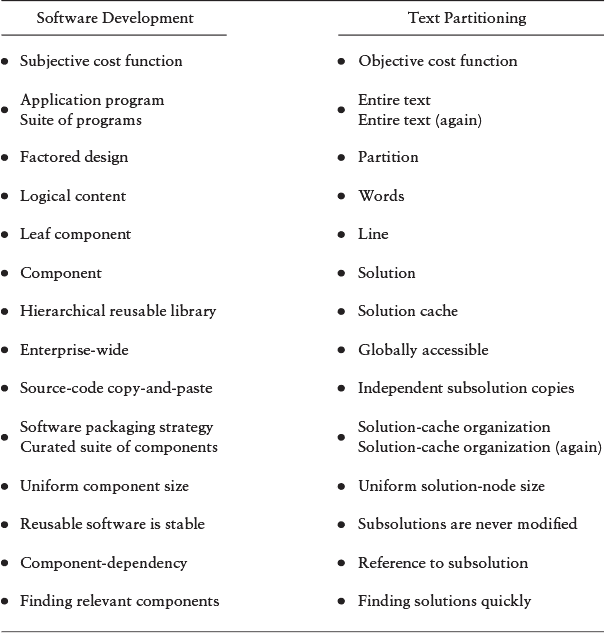 Software Development    Text Partitioning
• Subjective cost function    • Objective cost function
• Application program    • Entire text
Suite of programs    Entire text (again)
• Factored design    • Partition
• Logical content    • Words
• Leaf component    • Line
• Component    • Solution
• Hierarchical reusable library    • Solution cache
• Enterprise-wide    • Globally accessible
• Source-code copy-and-paste    • Independent subsolution copies
• Software packaging strategy    • Solution-cache organization
Curated suite of components    Solution-cache organization (again)
• Uniform component size    • Uniform solution-node size
• Reusable software is stable    • Subsolutions are never modified
• Component-dependency    • Reference to subsolution
• Finding relevant components    • Finding solutions quickly